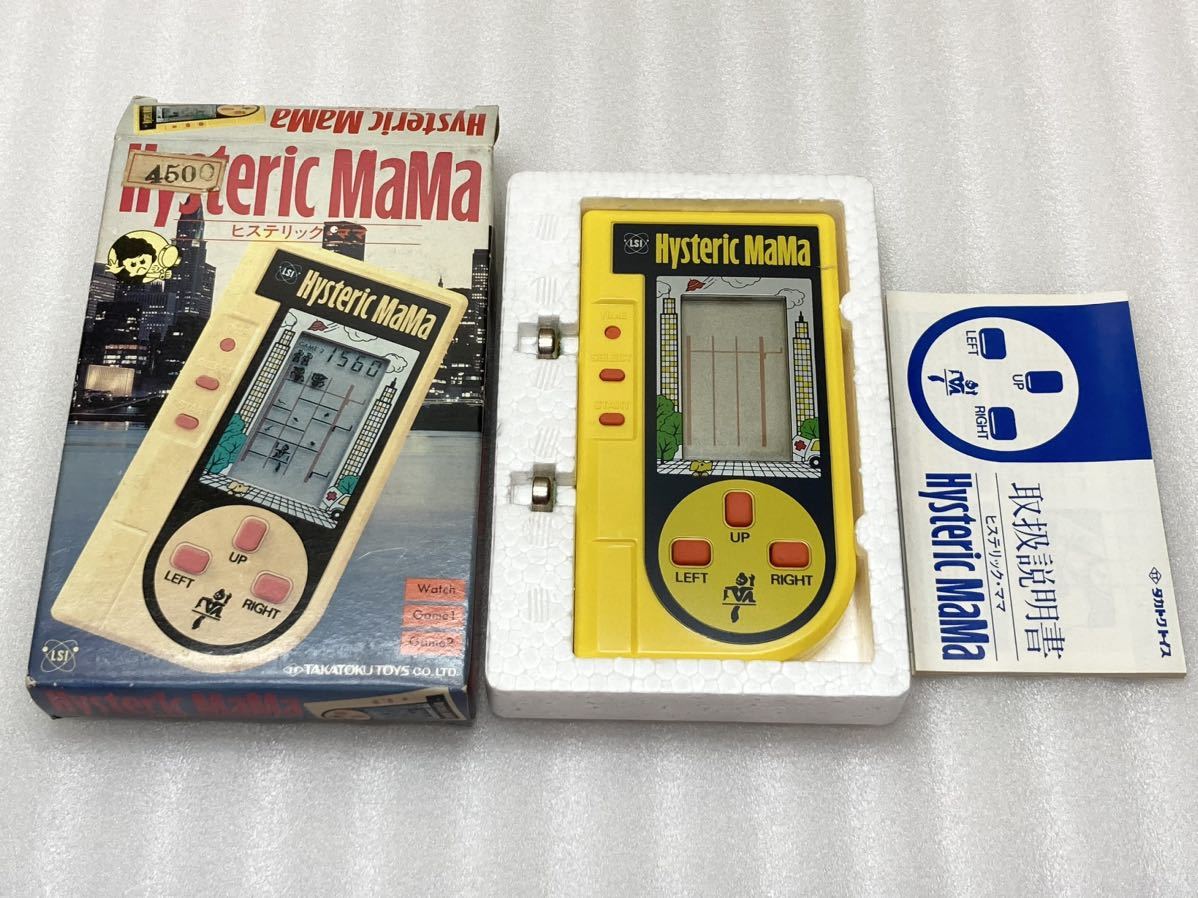 Hysteric MaMa
4500
Hysteric MaMa
ヒステリック・ママ
LSI
Hysteric MaMa
GAME 2
1560
UP
LEFT
RIGHT
Watch
Game1
Game2
LSI
TAKATOKU TOYS CO., LTD.
Hysteric MaMa
LSI
Hysteric MaMa
TIME
SELECT
START
UP
LEFT
RIGHT
LEFT
UP
RIGHT
取扱説明書
ヒステリック・ママ
Hysteric MaMa
タカトクトイス